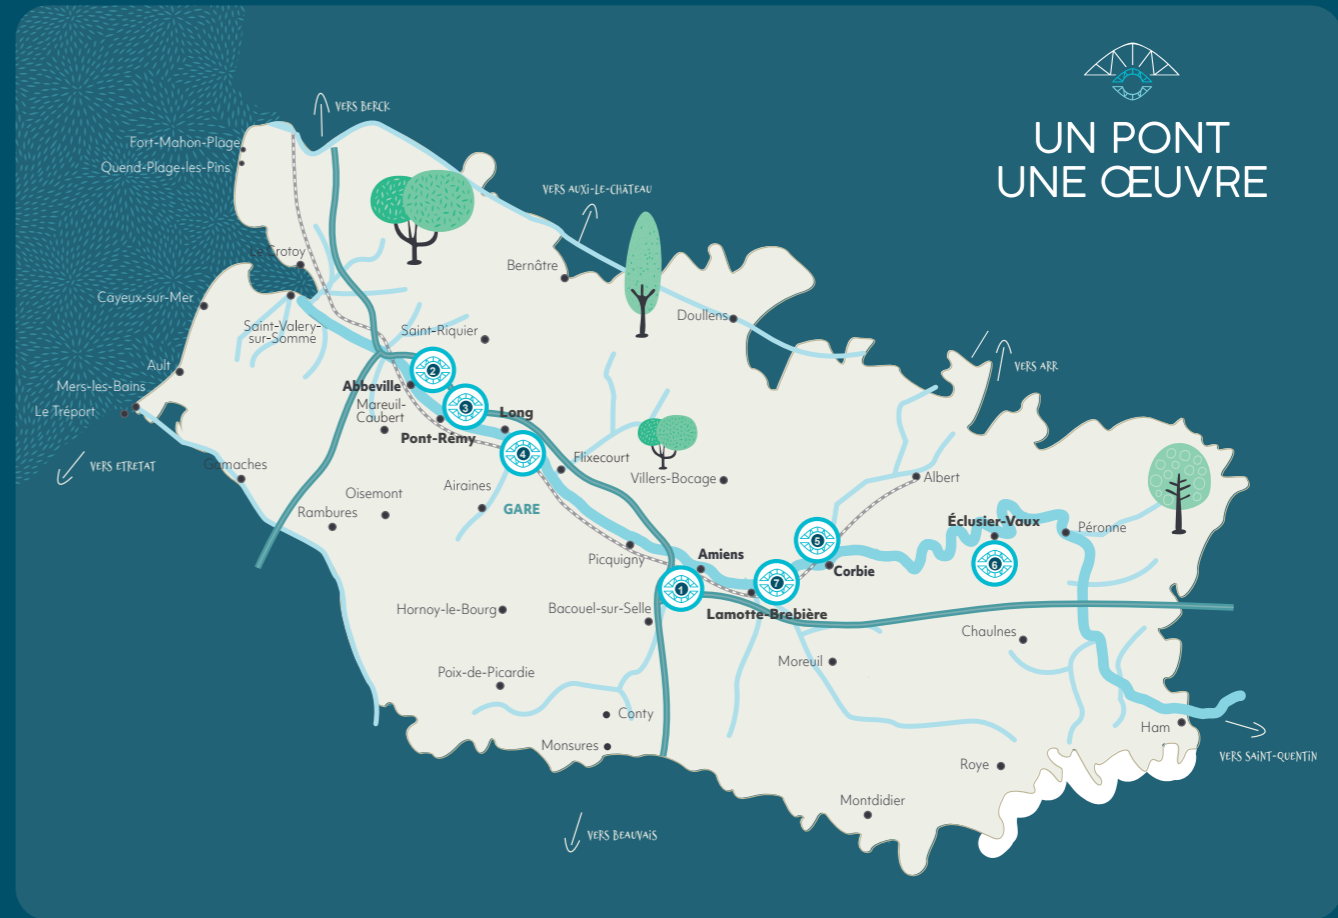 UN PONT
UNE ŒUVRE
VERS BERCK
Fort-Mahon-Plage
Quend-Plage-les-Pins
VERS AUXI-LE-CHÂTEAU
Le Crotoy
Bernâtre
Cayeux-sur-Mer
Saint-Valery-
sur-Somme
Saint-Riquier
Doullens
Ault
VERS ARR
Mers-les-Bains
Le Tréport
2
Abbeville
Mareuil-
Caubert
3
Long
Pont-Rémy
4
VERS ETRETAT
Gamaches
Flixecourt
Villers-Bocage
Albert
Airaines
Oisemont
Rambures
GARE
Éclusier-Vaux
Péronne
5
6
Picquigny
Amiens
Corbie
7
1
Lamotte-Brebière
Hornoy-le-Bourg
Bacouel-sur-Selle
Chaulnes
Moreuil
Poix-de-Picardie
Conty
Monsures
Ham
VERS SAINT-QUENTIN
Roye
Montdidier
VERS BEAUVAIS